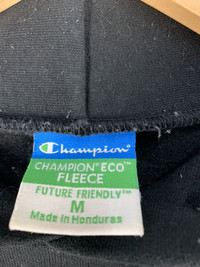 Champion
CHAMPION® ECO™
FLEECE
FUTURE FRIENDLY™
M
Made in Honduras